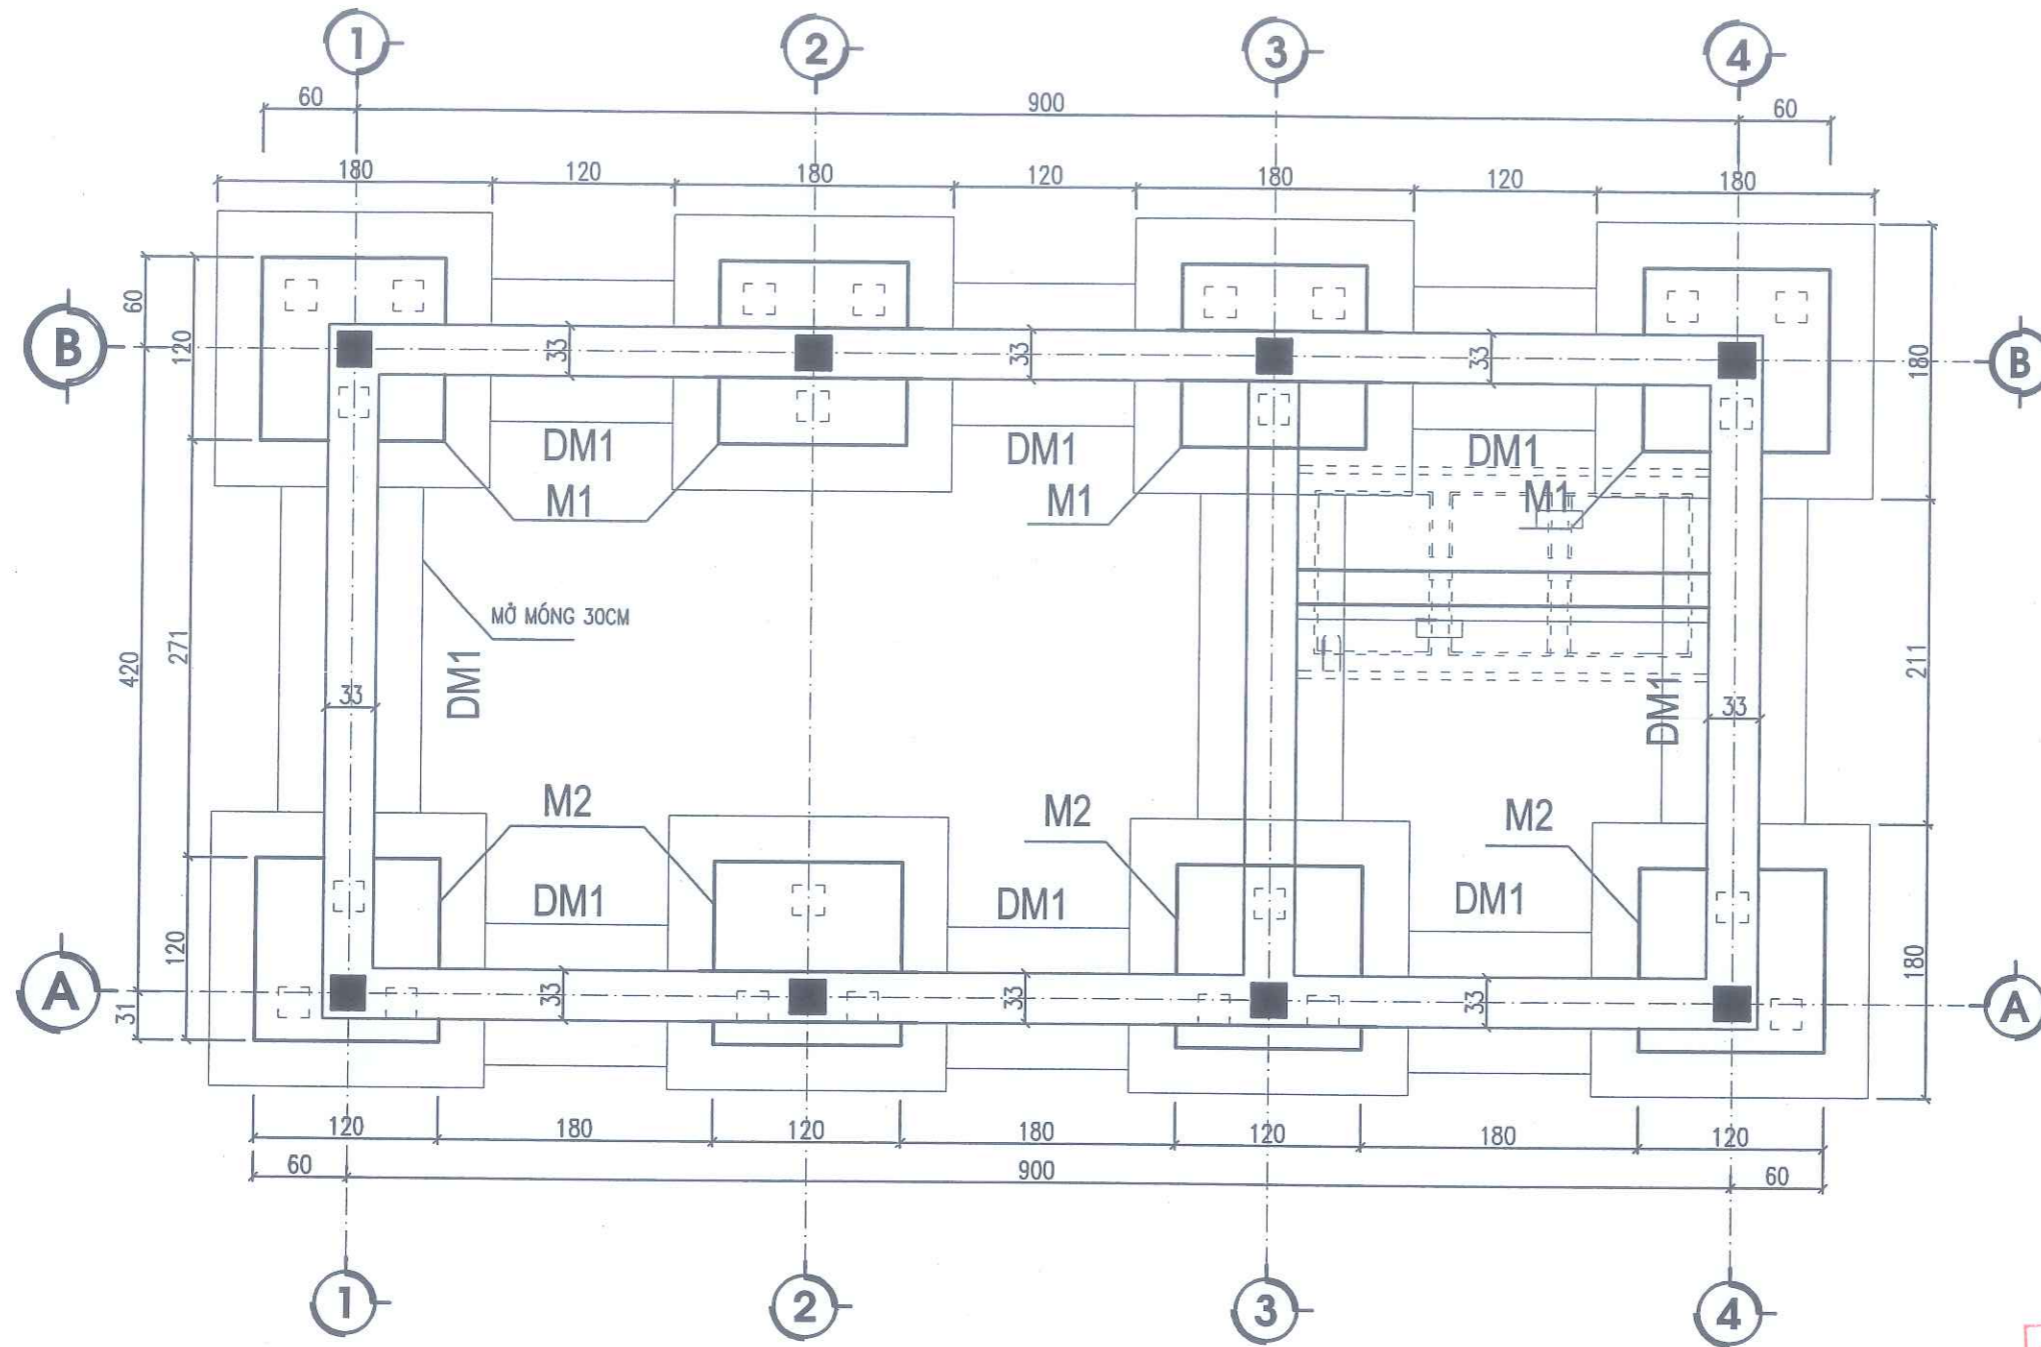 1 2 3 4
60 900 60
180 120 180 120 180 120 180
60
B 120 33 33 33 180 B
DM1 DM1 DM1
M1 M1 M1
MỞ MÓNG 30CM
420 271 DM1 33 DM1 33 211
M2 M2 M2
DM1 DM1 DM1
120 180
A 31 33 33 33 A
120 180 120 180 120 180 120
60 900 60
1 2 3 4